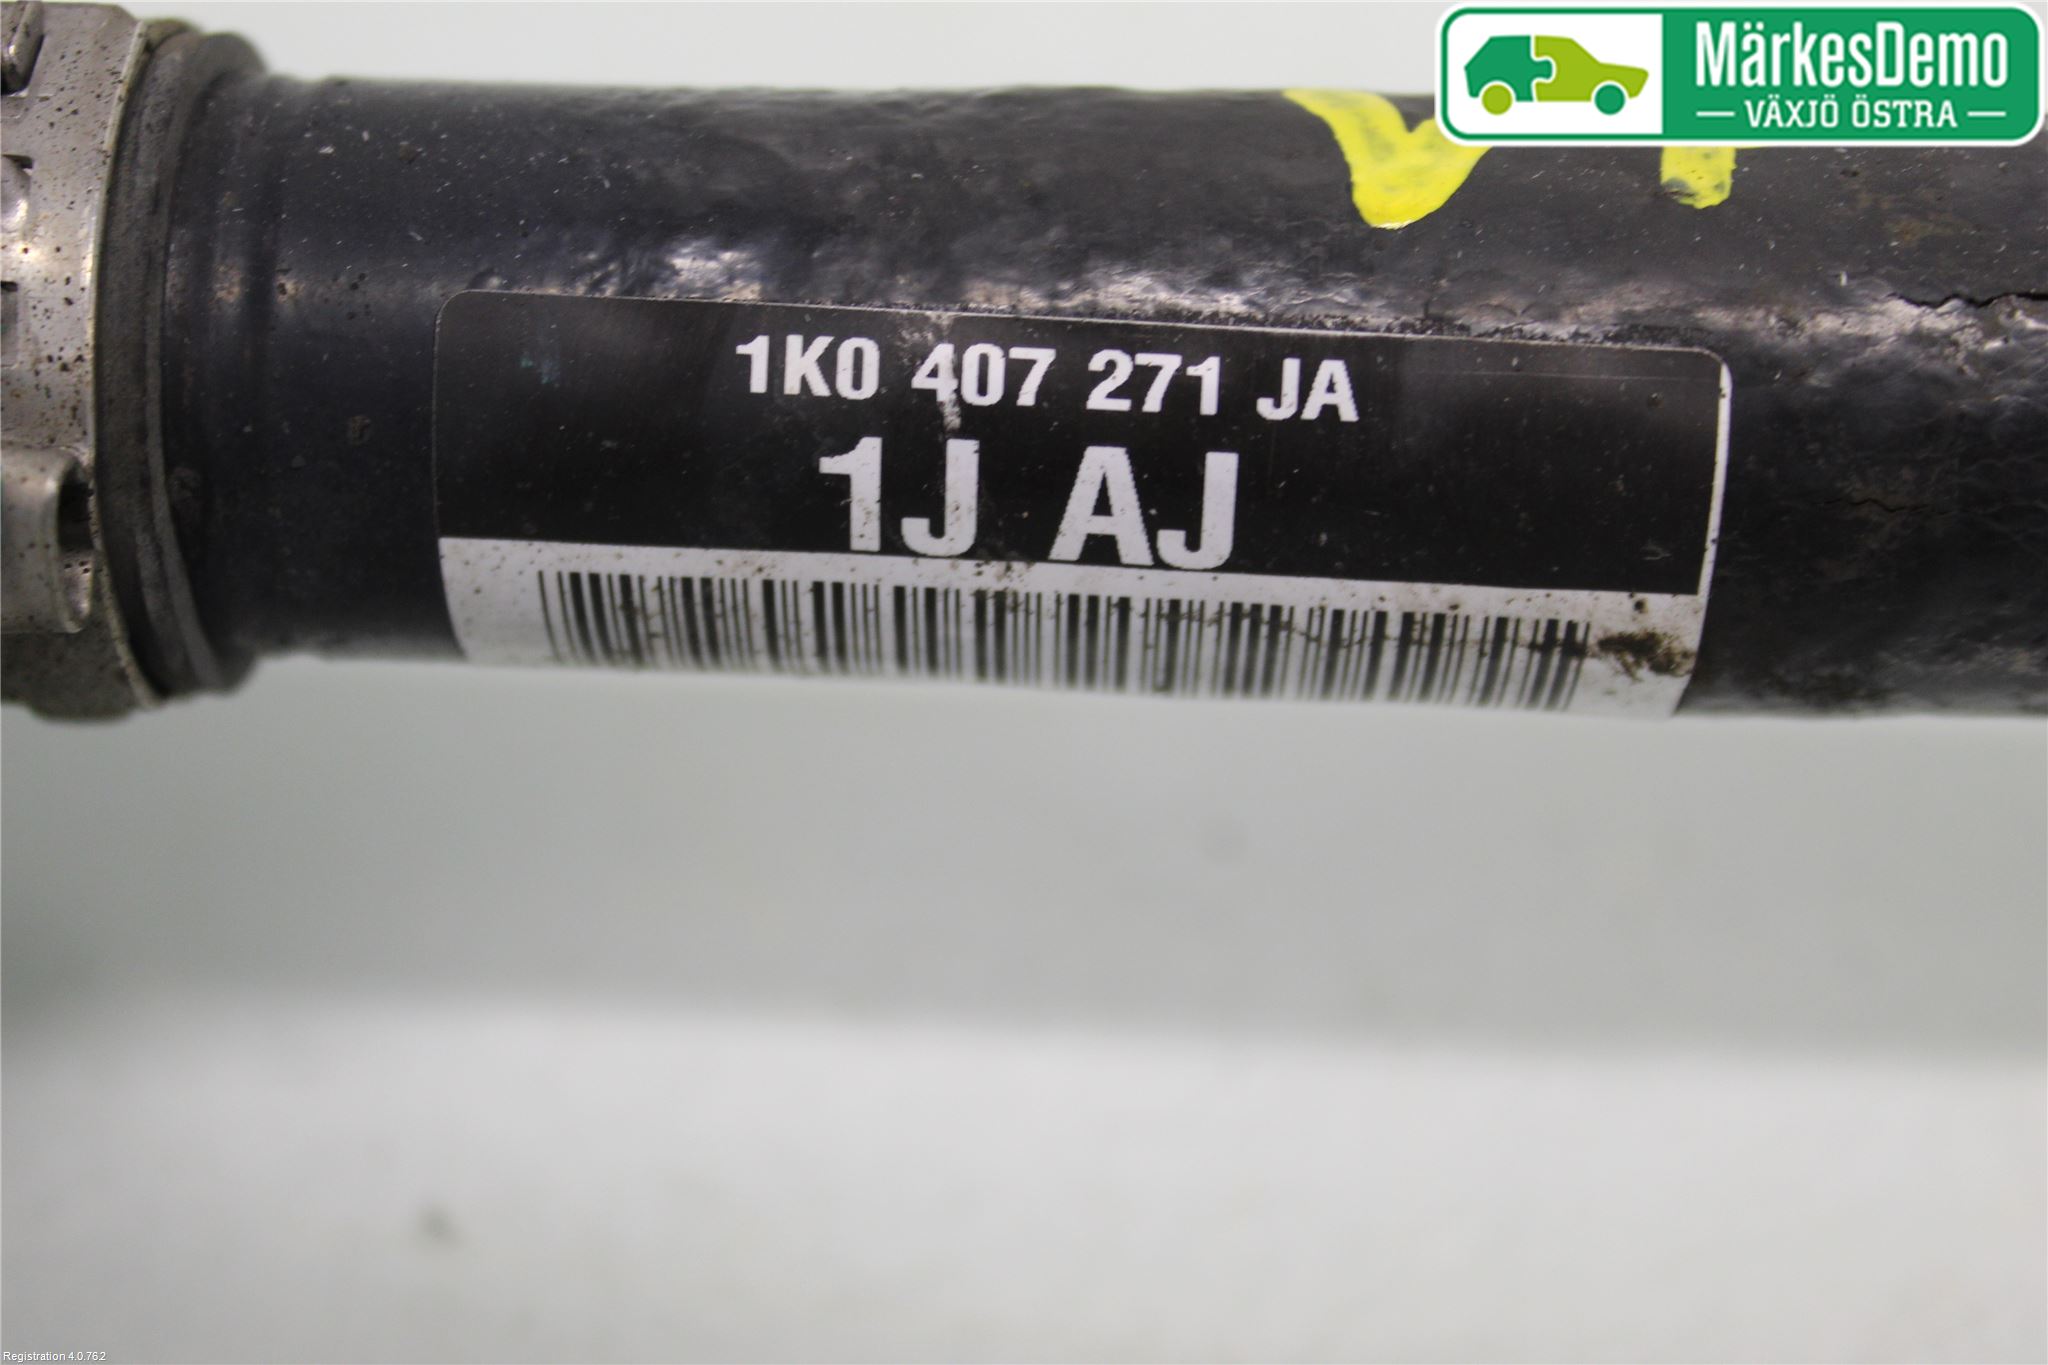 MärkesDemo
VÄXJÖ ÖSTRA
1K0 407 271 JA
1J AJ
Registration 4.0.762